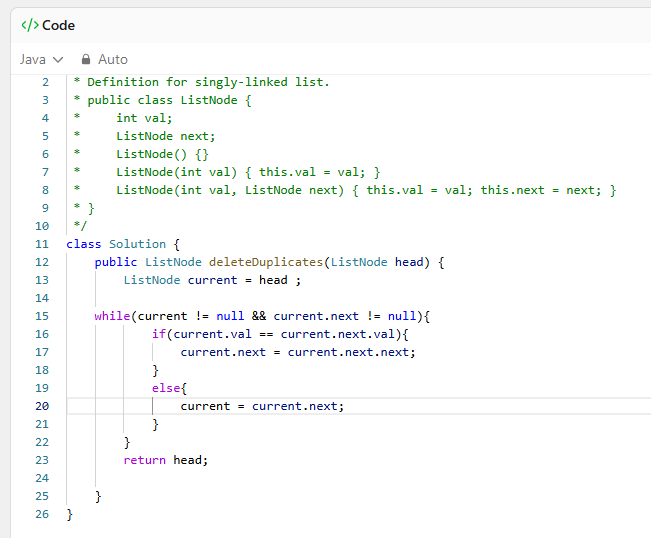 </> Code
Java Auto
2 * Definition for singly-linked list.
3 * public class ListNode {
4 *     int val;
5 *     ListNode next;
6 *     ListNode() {}
7 *     ListNode(int val) { this.val = val; }
8 *     ListNode(int val, ListNode next) { this.val = val; this.next = next; }
9 * }
10 */
11 class Solution {
12     public ListNode deleteDuplicates(ListNode head) {
13         ListNode current = head ;
14
15     while(current != null && current.next != null){
16             if(current.val == current.next.val){
17                 current.next = current.next.next;
18             }
19             else{
20                 current = current.next;
21             }
22         }
23         return head;
24
25     }
26 }